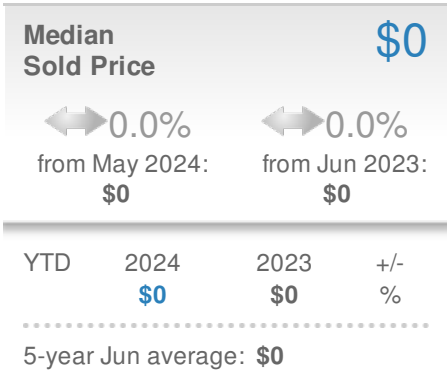 Median $0
Sold Price
0.0% 0.0%
from May 2024: from Jun 2023:
$0 $0
YTD 2024 2023 +/-
$0 $0 %
5-year Jun average: $0